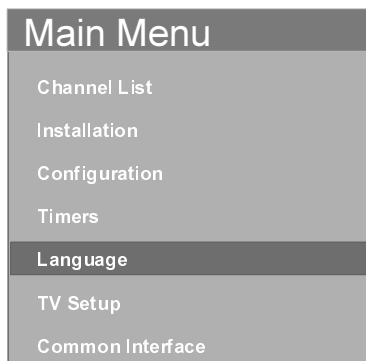 Main Menu
Channel List
Installation
Configuration
Timers
Language
TV Setup
Common Interface